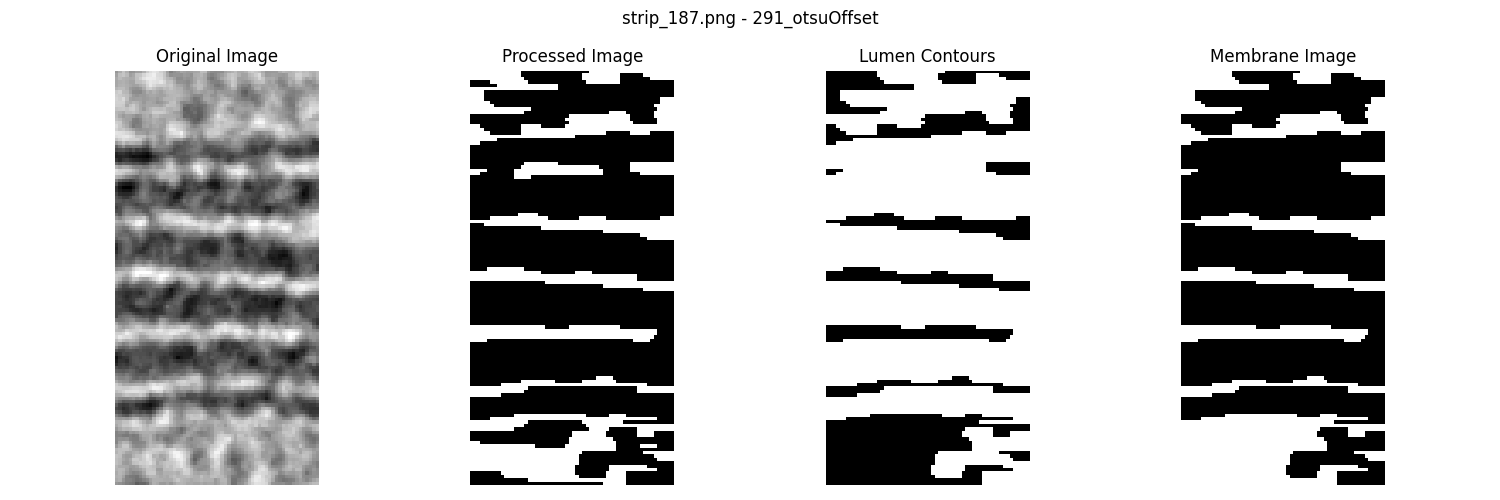 strip_187.png - 291_otsuOffset
Original Image
Processed Image
Lumen Contours
Membrane Image